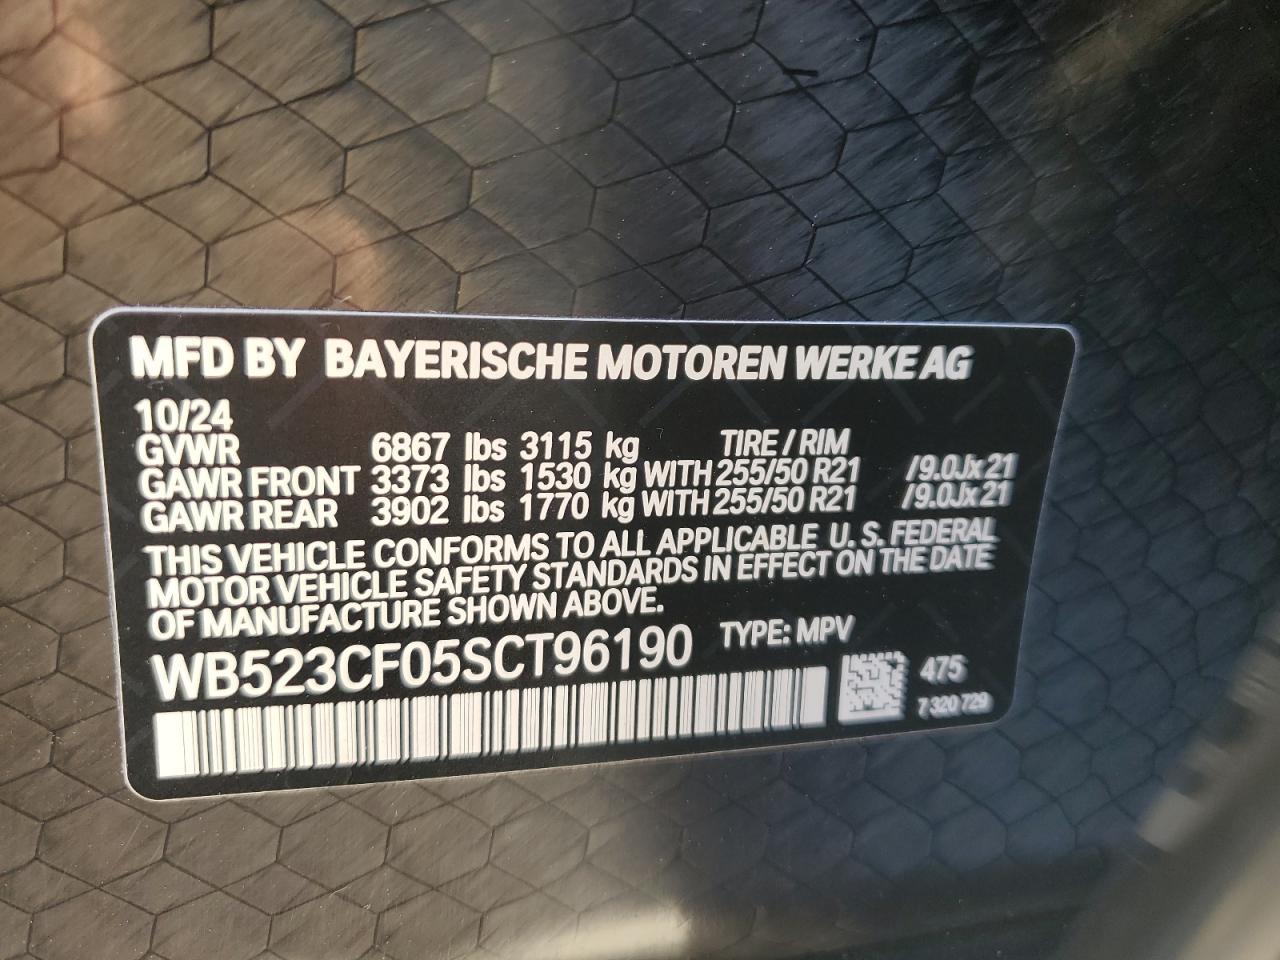 MFD BY BAYERISCHE MOTOREN WERKE AG
10/24
GVWR 6867 lbs 3115 kg TIRE / RIM
GAWR FRONT 3373 lbs 1530 kg WITH 255/50 R21 /9.0Jx21
GAWR REAR 3902 lbs 1770 kg WITH 255/50 R21 /9.0Jx21
THIS VEHICLE CONFORMS TO ALL APPLICABLE U.S. FEDERAL
MOTOR VEHICLE SAFETY STANDARDS IN EFFECT ON THE DATE
OF MANUFACTURE SHOWN ABOVE.
WB523CF05SCT96190 TYPE: MPV
475
7 320 729